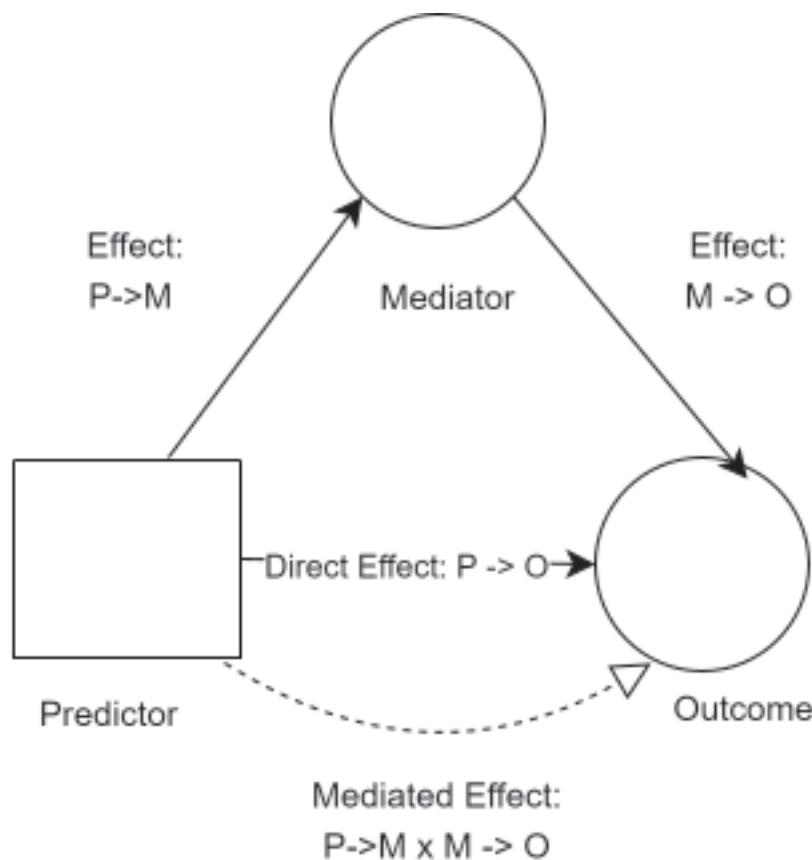 Effect:
P->M
Mediator
Effect:
M -> O
Direct Effect: P -> O
Predictor
Outcome
Mediated Effect:
P->M x M -> O